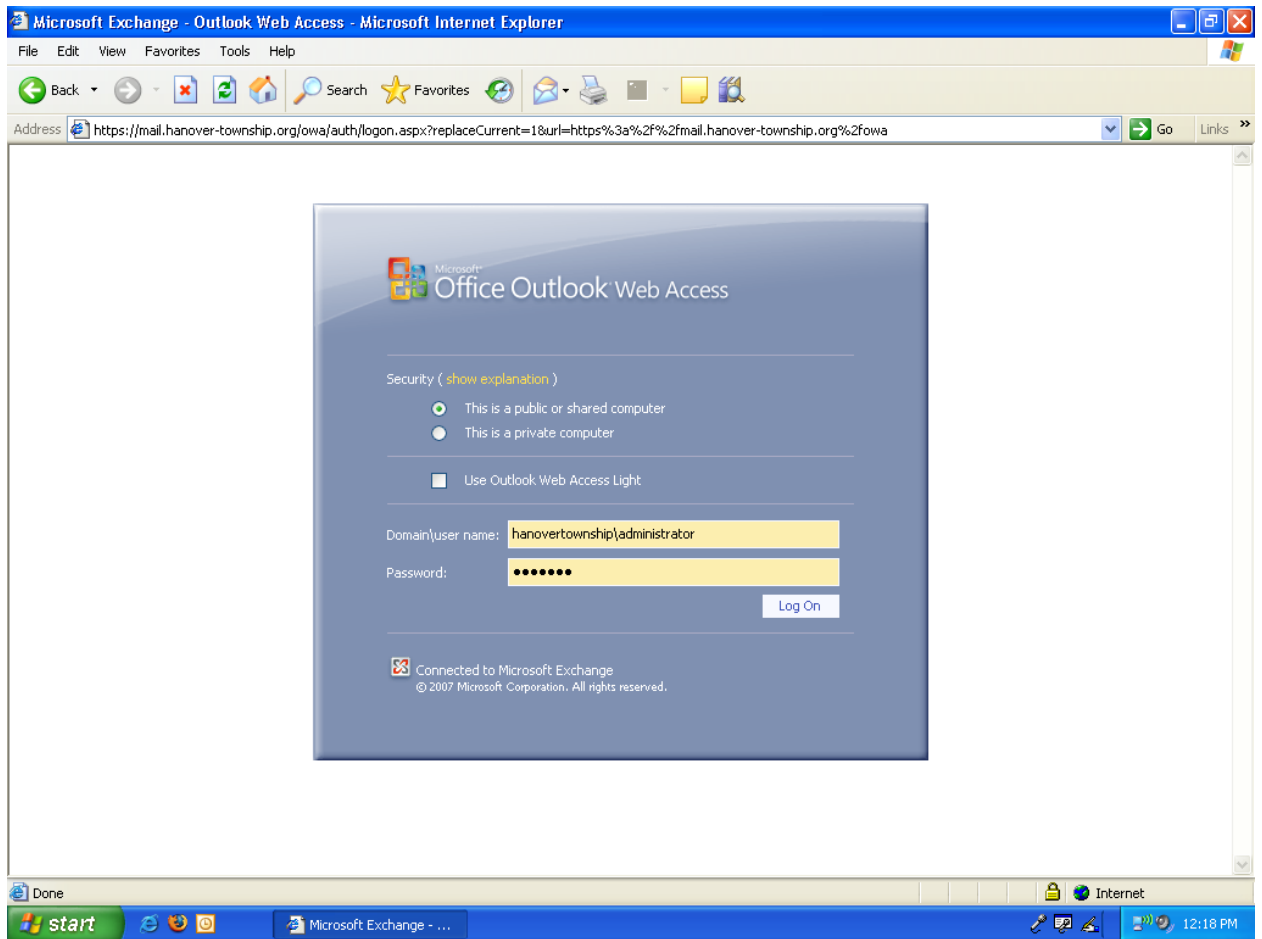 Microsoft Exchange - Outlook Web Access - Microsoft Internet Explorer
File Edit View Favorites Tools Help
Back Search Favorites
Address https://mail.hanover-township.org/owa/auth/logon.aspx?replaceCurrent=1&url=https%3a%2f%2fmail.hanover-township.org%2fowa Go Links »
Microsoft
Office Outlook Web Access
Security ( show explanation )
This is a public or shared computer
This is a private computer
Use Outlook Web Access Light
Domain\user name: hanovertownship\administrator
Password: •••••••
Log On
Connected to Microsoft Exchange
© 2007 Microsoft Corporation. All rights reserved.
Done Internet
start Microsoft Exchange - ... 12:18 PM